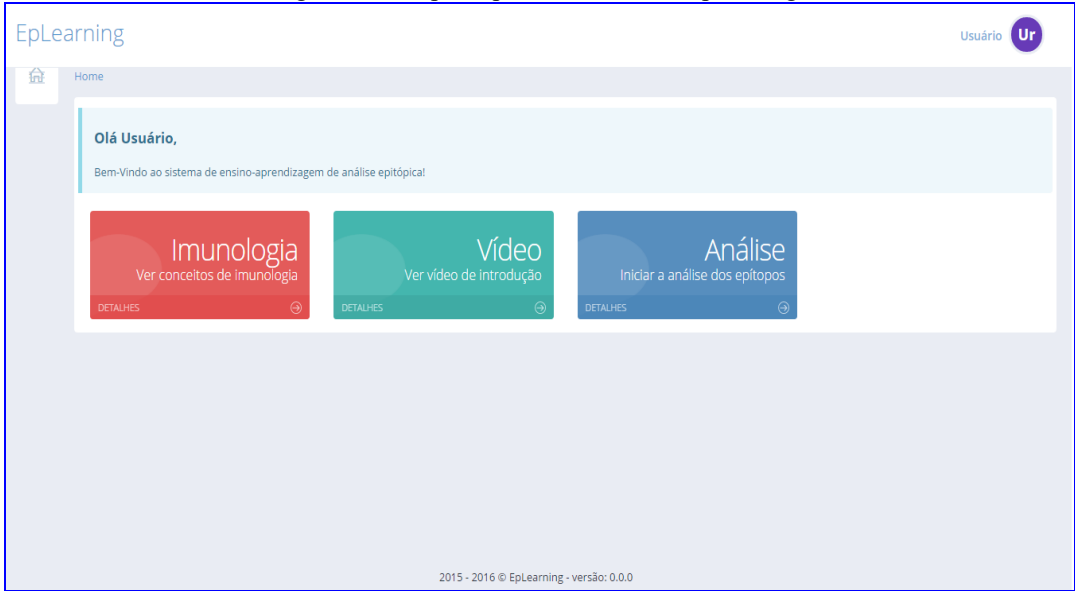 EpLearning
Usuário Ur
Home
Olá Usuário,
Bem-Vindo ao sistema de ensino-aprendizagem de análise epitópica!
Imunologia
Ver conceitos de imunologia
DETALHES
Vídeo
Ver vídeo de introdução
DETALHES
Análise
Iniciar a análise dos epítopos
DETALHES
2015 - 2016 © EpLearning - versão: 0.0.0